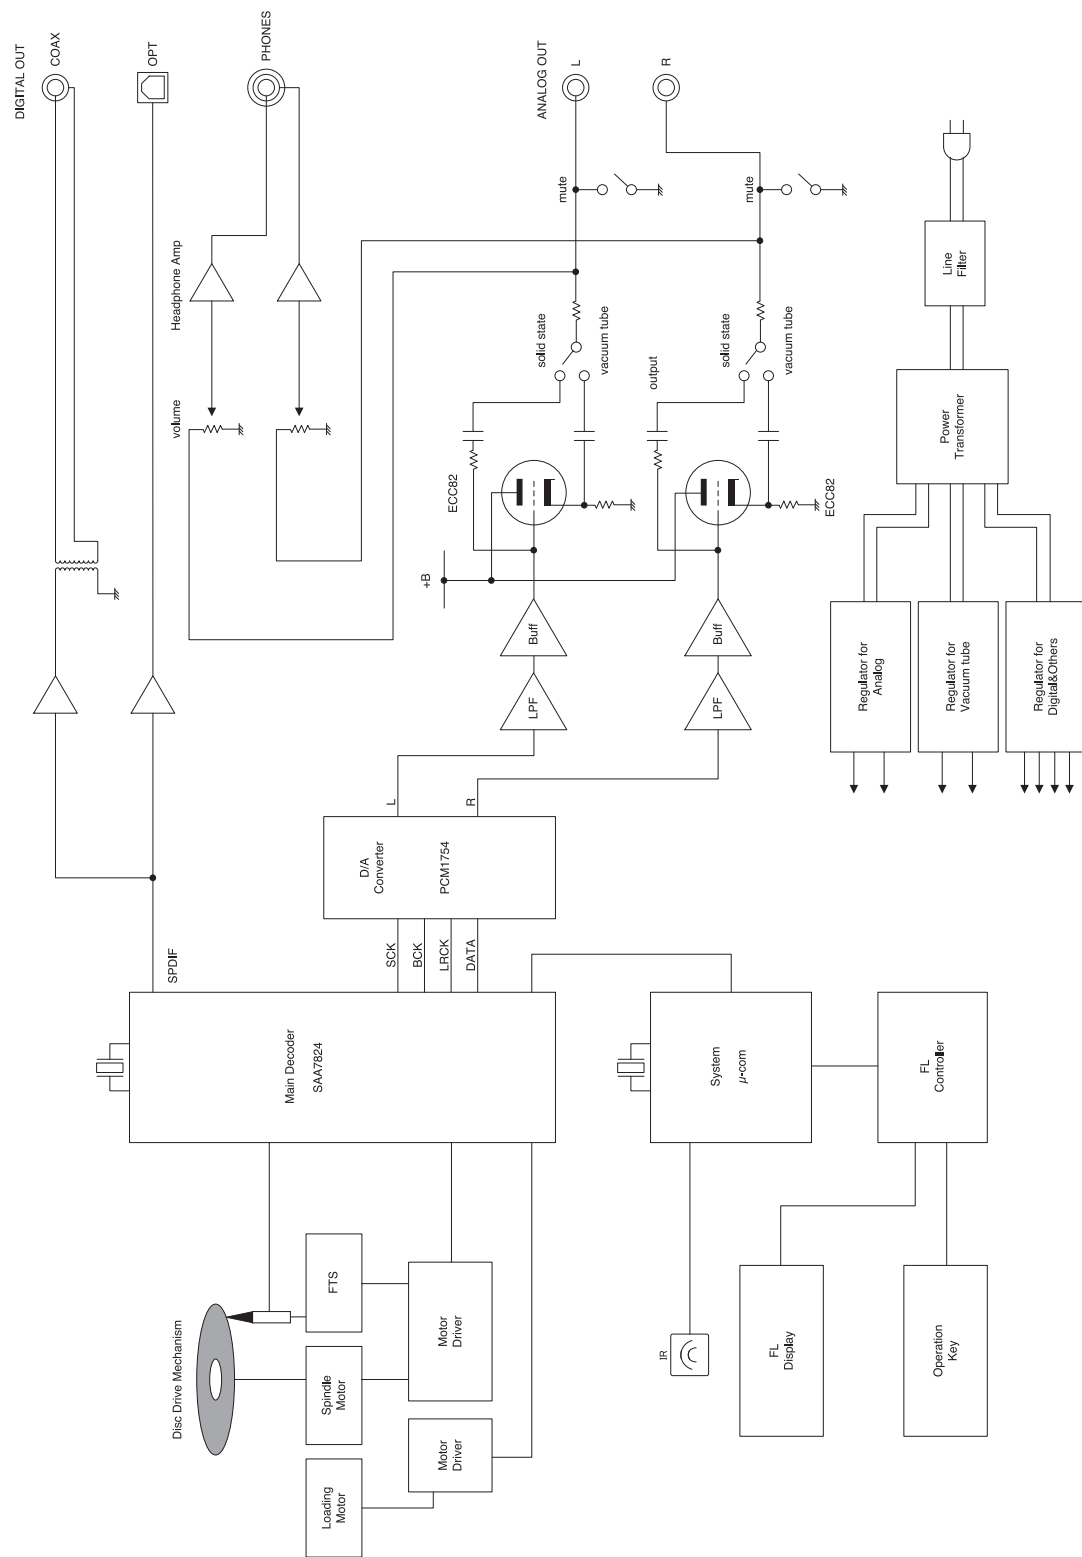 DIGITAL OUT
COAX
OPT
PHONES
ANALOG OUT
L
R
mute
mute
Headphone Amp
volume
solid state
vacuum tube
output
solid state
vacuum tube
ECC82
ECC82
+B
Buff
Buff
LPF
LPF
L
R
D/A
Converter
PCM1754
SCK
BCK
LRCK
DATA
SPDIF
Main Decoder
SAA7824
Disc Drive Mechanism
FTS
Spindle
Motor
Loading
Motor
Motor
Driver
Motor
Driver
System
μ-com
FL
Controller
IR
FL
Display
Operation
Key
Line
Filter
Power
Transformer
Regulator for
Analog
Regulator for
Vacuum tube
Regulator for
Digital&Others